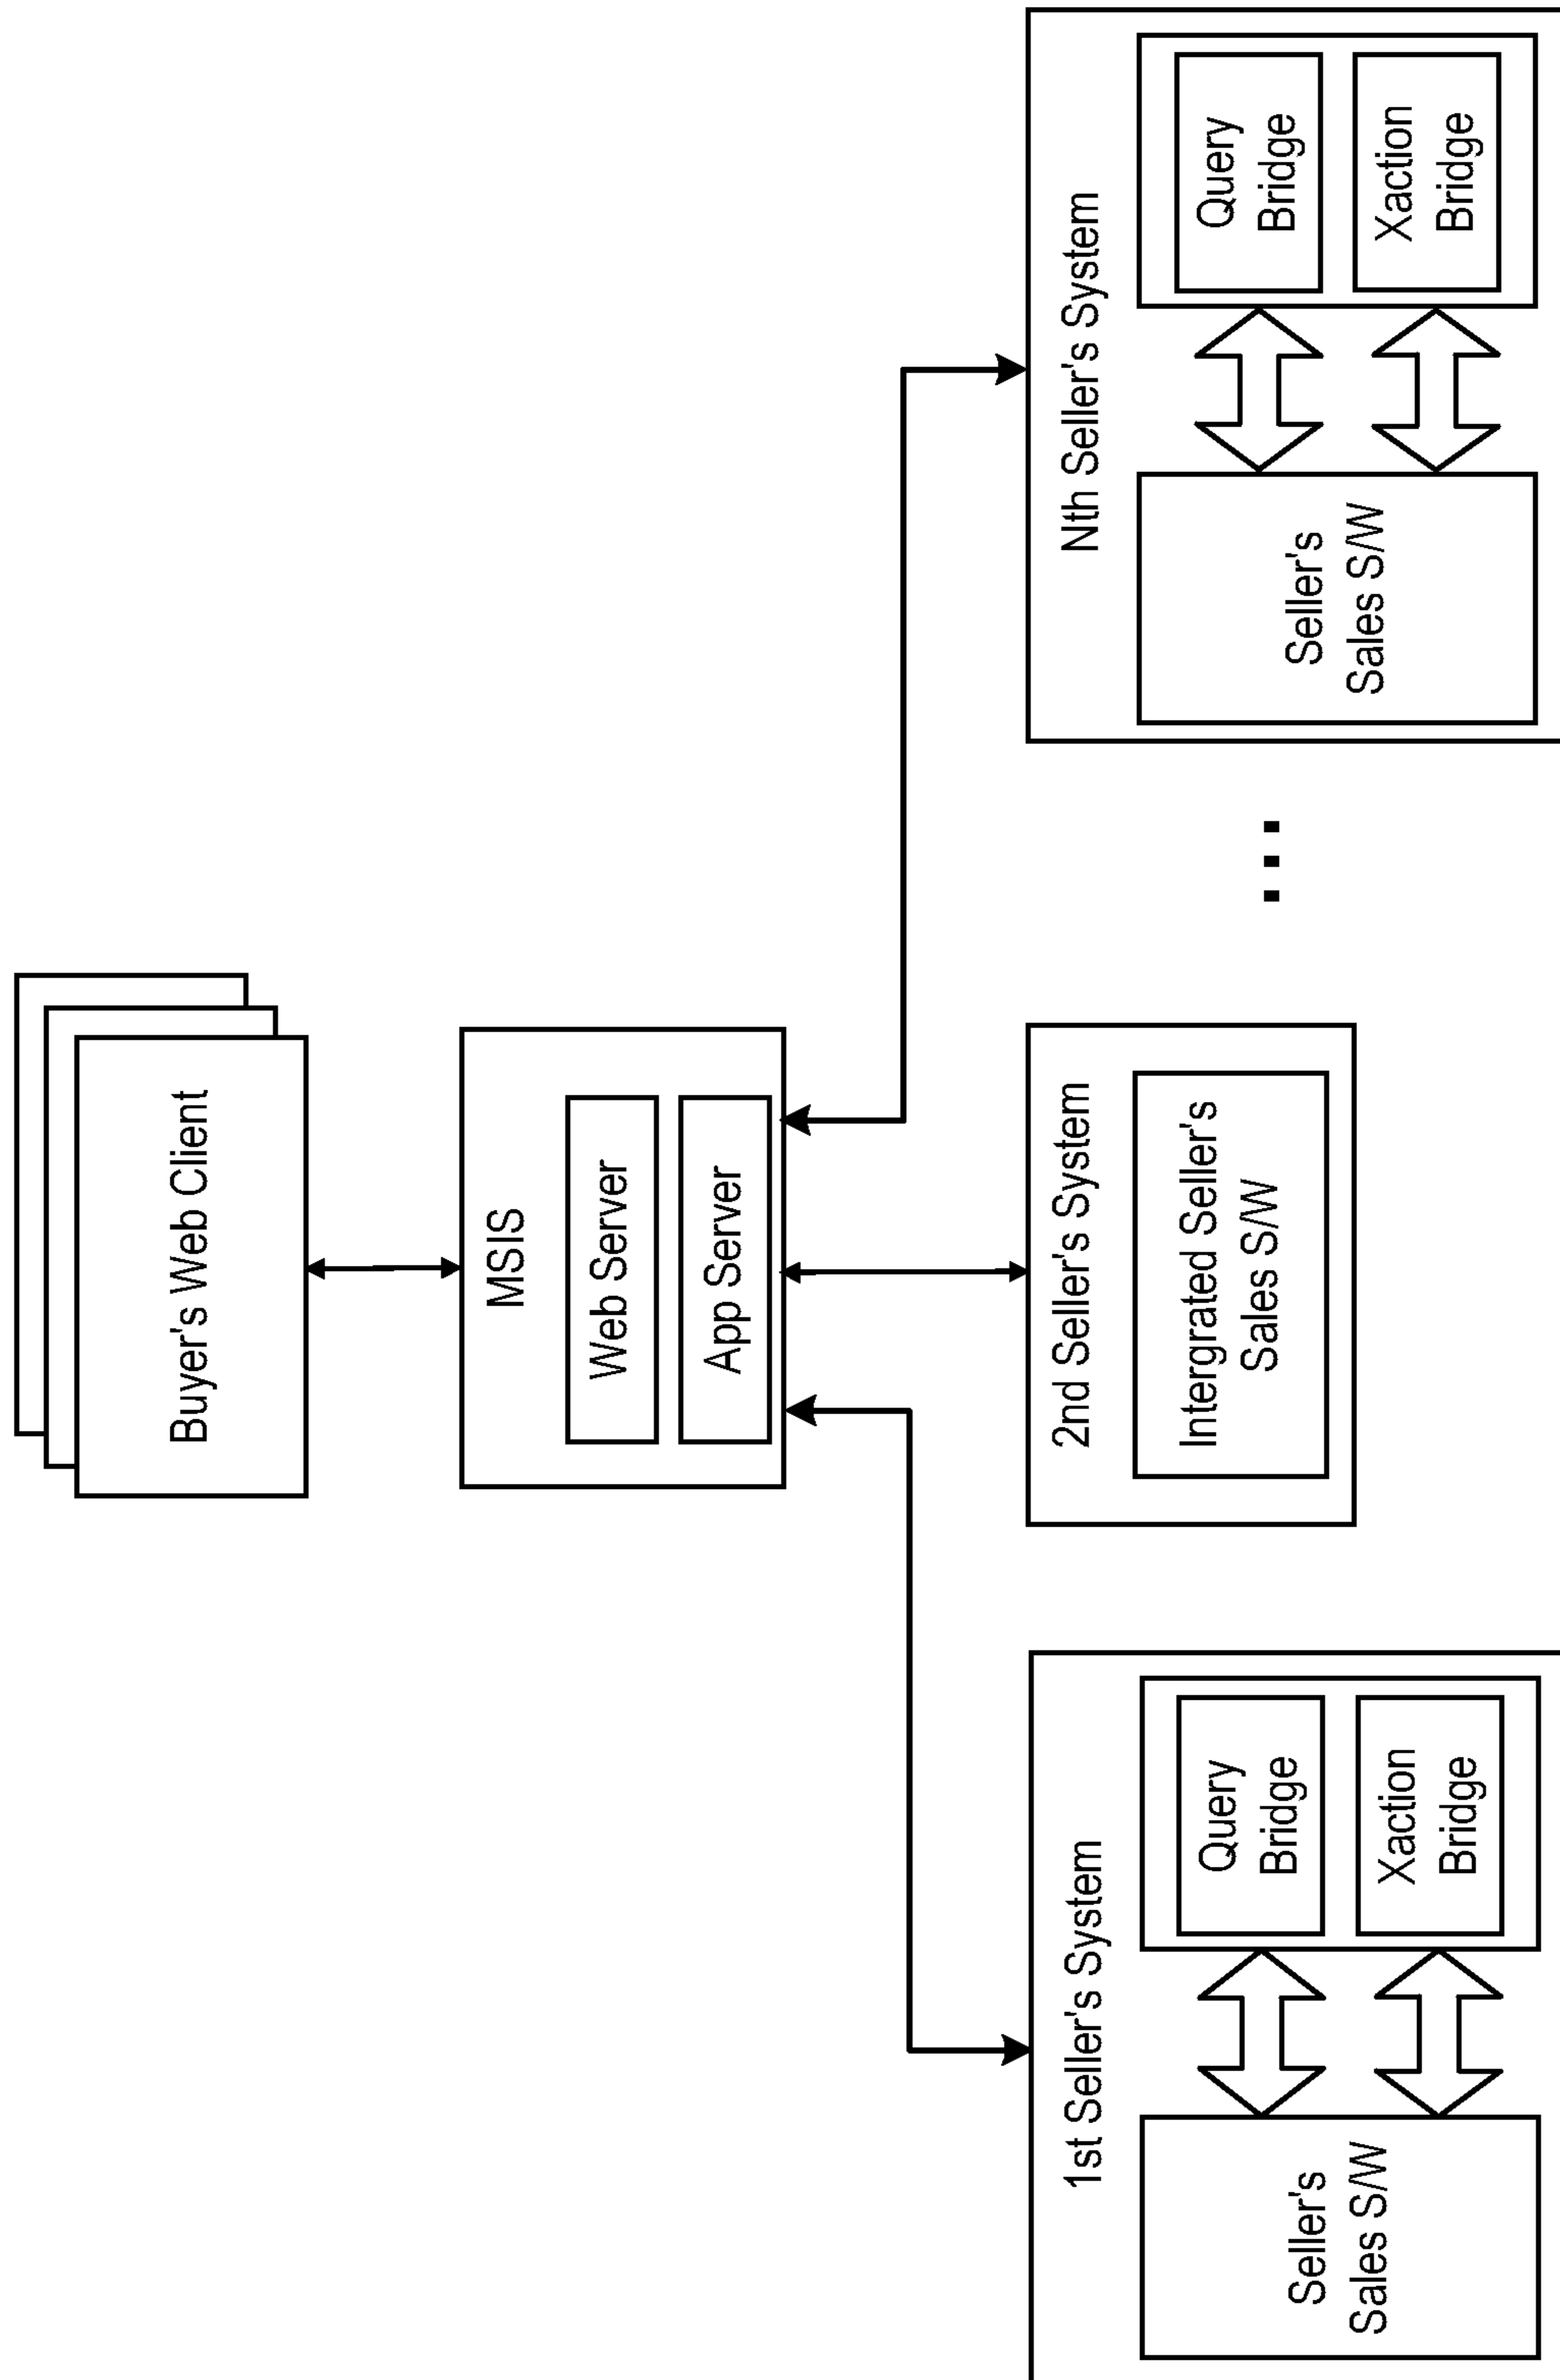 Buyer's Web Client
MSIS
Web Server
App Server
1st Seller's System
Seller's
Sales S/W
Query
Bridge
Xaction
Bridge
2nd Seller's System
Intergrated Seller's
Sales S/W
Nth Seller's System
Seller's
Sales S/W
Query
Bridge
Xaction
Bridge